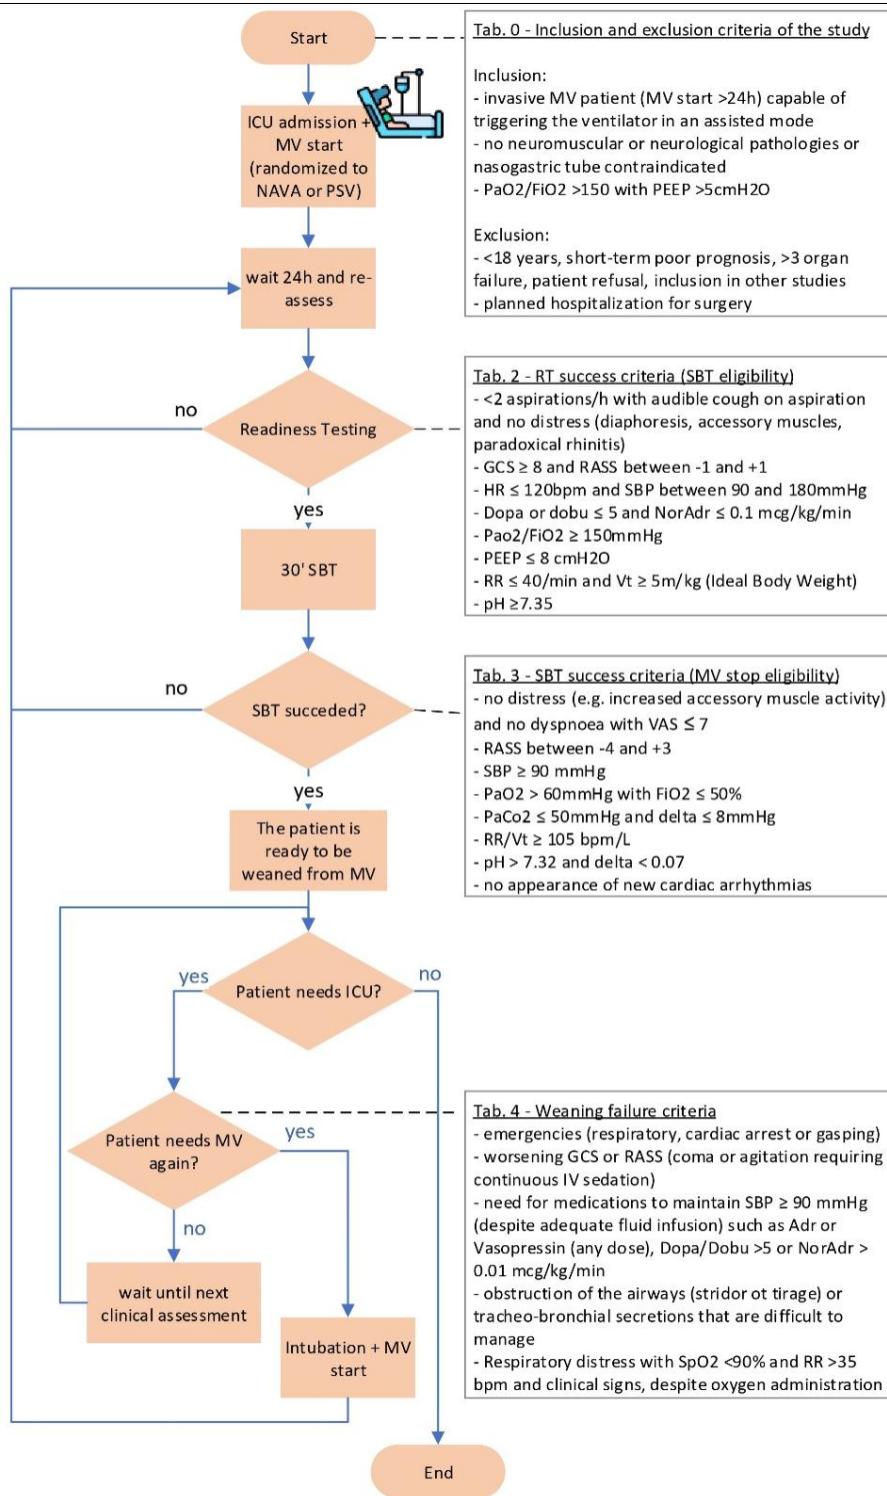 Start
ICU admission +
MV start
(randomized to
NAVA or PSV)
wait 24h and re-
assess
no
Readiness Testing
yes
30' SBT
no
SBT succeded?
yes
The patient is
ready to be
weaned from MV
yes
no
Patient needs ICU?
Patient needs MV
again?
yes
no
wait until next
clinical assessment
Intubation + MV
start
End
Tab. 0 - Inclusion and exclusion criteria of the study
Inclusion:
- invasive MV patient (MV start >24h) capable of
triggering the ventilator in an assisted mode
- no neuromuscular or neurological pathologies or
nasogastric tube contraindicated
- PaO2/FiO2 >150 with PEEP >5cmH2O
Exclusion:
- <18 years, short-term poor prognosis, >3 organ
failure, patient refusal, inclusion in other studies
- planned hospitalization for surgery
Tab. 2 - RT success criteria (SBT eligibility)
- <2 aspirations/h with audible cough on aspiration
and no distress (diaphoresis, accessory muscles,
paradoxical rhinitis)
- GCS ≥ 8 and RASS between -1 and +1
- HR ≤ 120bpm and SBP between 90 and 180mmHg
- Dopa or dobu ≤ 5 and NorAdr ≤ 0.1 mcg/kg/min
- Pao2/FiO2 ≥ 150mmHg
- PEEP ≤ 8 cmH2O
- RR ≤ 40/min and Vt ≥ 5m/kg (Ideal Body Weight)
- pH ≥7.35
Tab. 3 - SBT success criteria (MV stop eligibility)
- no distress (e.g. increased accessory muscle activity)
and no dyspnoea with VAS ≤ 7
- RASS between -4 and +3
- SBP ≥ 90 mmHg
- PaO2 > 60mmHg with FiO2 ≤ 50%
- PaCo2 ≤ 50mmHg and delta ≤ 8mmHg
- RR/Vt ≥ 105 bpm/L
- pH > 7.32 and delta < 0.07
- no appearance of new cardiac arrhythmias
Tab. 4 - Weaning failure criteria
- emergencies (respiratory, cardiac arrest or gasping)
- worsening GCS or RASS (coma or agitation requiring
continuous IV sedation)
- need for medications to maintain SBP ≥ 90 mmHg
(despite adequate fluid infusion) such as Adr or
Vasopressin (any dose), Dopa/Dobu >5 or NorAdr >
0.01 mcg/kg/min
- obstruction of the airways (stridor ot tirage) or
tracheo-bronchial secretions that are difficult to
manage
- Respiratory distress with SpO2 <90% and RR >35
bpm and clinical signs, despite oxygen administration